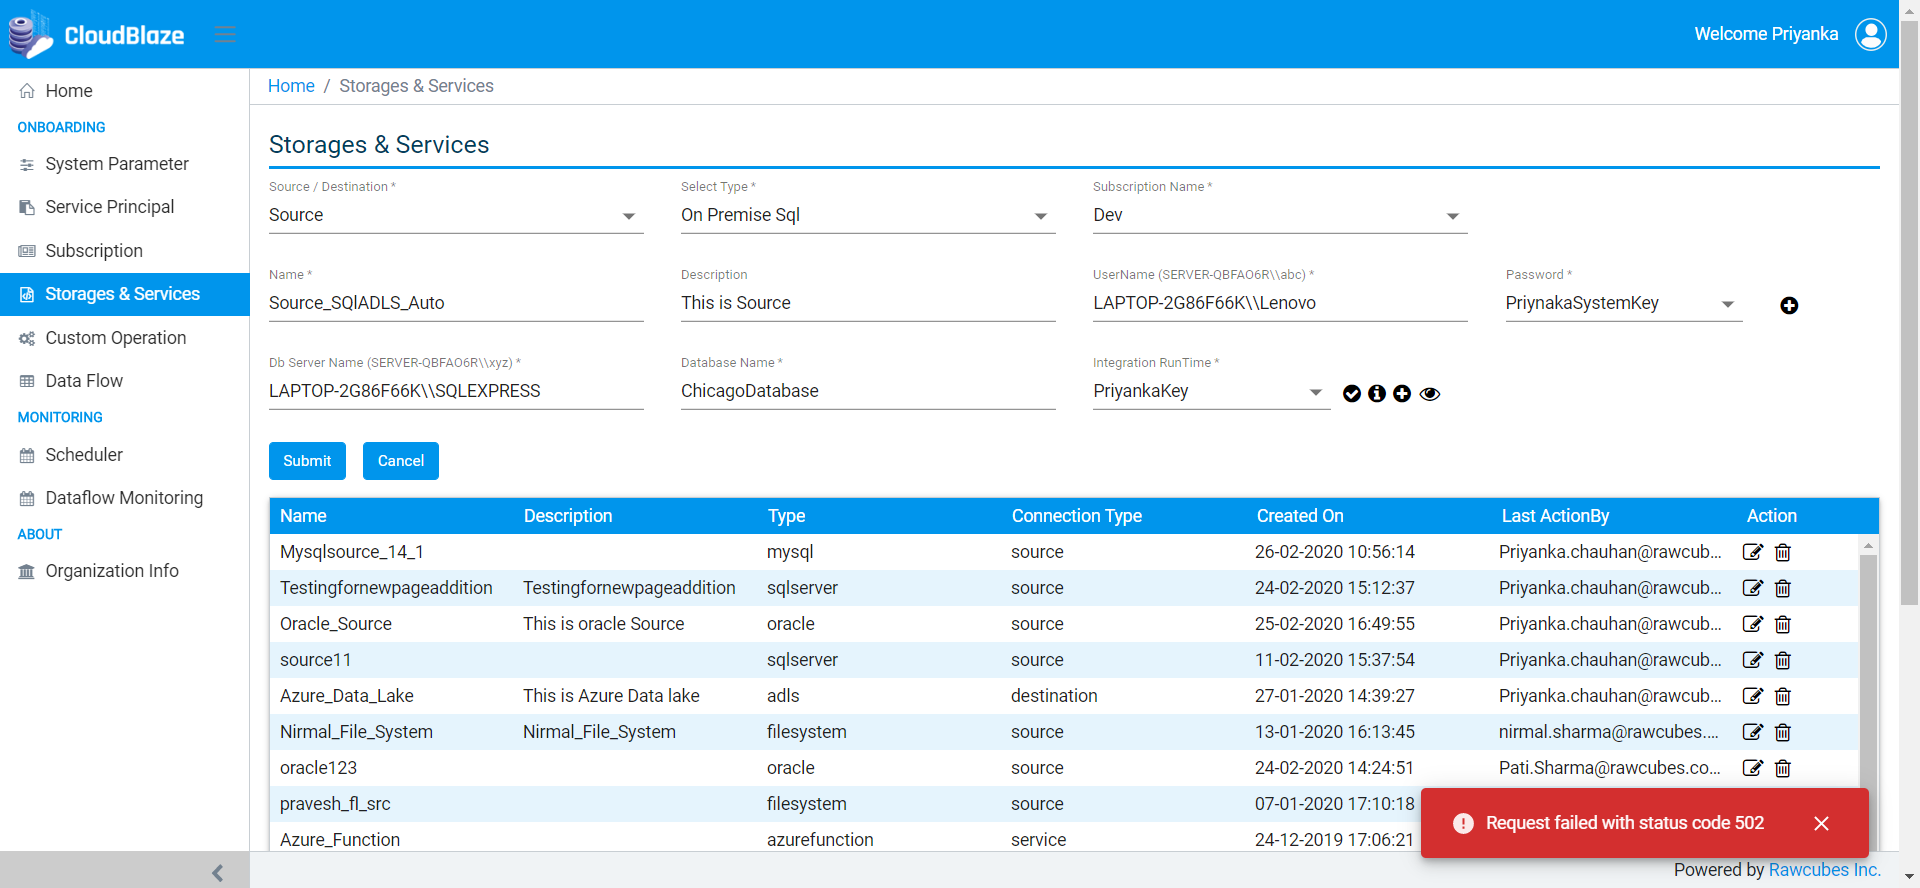 CloudBlaze
Welcome Priyanka
Home
ONBOARDING
System Parameter
Service Principal
Subscription
Storages & Services
Custom Operation
Data Flow
MONITORING
Scheduler
Dataflow Monitoring
ABOUT
Organization Info
Home / Storages & Services
Storages & Services
Source / Destination * Select Type * Subscription Name *
Source On Premise Sql Dev
Name * Description UserName (SERVER-QBFAO6R\\abc) * Password *
Source_SQlADLS_Auto This is Source LAPTOP-2G86F66K\\Lenovo PriynakaSystemKey
Db Server Name (SERVER-QBFAO6R\\xyz) * Database Name * Integration RunTime *
LAPTOP-2G86F66K\\SQLEXPRESS ChicagoDatabase PriyankaKey
Submit Cancel
Name Description Type Connection Type Created On Last ActionBy Action
Mysqlsource_14_1 mysql source 26-02-2020 10:56:14 Priyanka.chauhan@rawcub...
Testingfornewpageaddition Testingfornewpageaddition sqlserver source 24-02-2020 15:12:37 Priyanka.chauhan@rawcub...
Oracle_Source This is oracle Source oracle source 25-02-2020 16:49:55 Priyanka.chauhan@rawcub...
source11 sqlserver source 11-02-2020 15:37:54 Priyanka.chauhan@rawcub...
Azure_Data_Lake This is Azure Data lake adls destination 27-01-2020 14:39:27 Priyanka.chauhan@rawcub...
Nirmal_File_System Nirmal_File_System filesystem source 13-01-2020 16:13:45 nirmal.sharma@rawcubes....
oracle123 oracle source 24-02-2020 14:24:51 Pati.Sharma@rawcubes.co...
pravesh_fl_src filesystem source 07-01-2020 17:10:18
Azure_Function azurefunction service 24-12-2019 17:06:21
Request failed with status code 502
Powered by Rawcubes Inc.